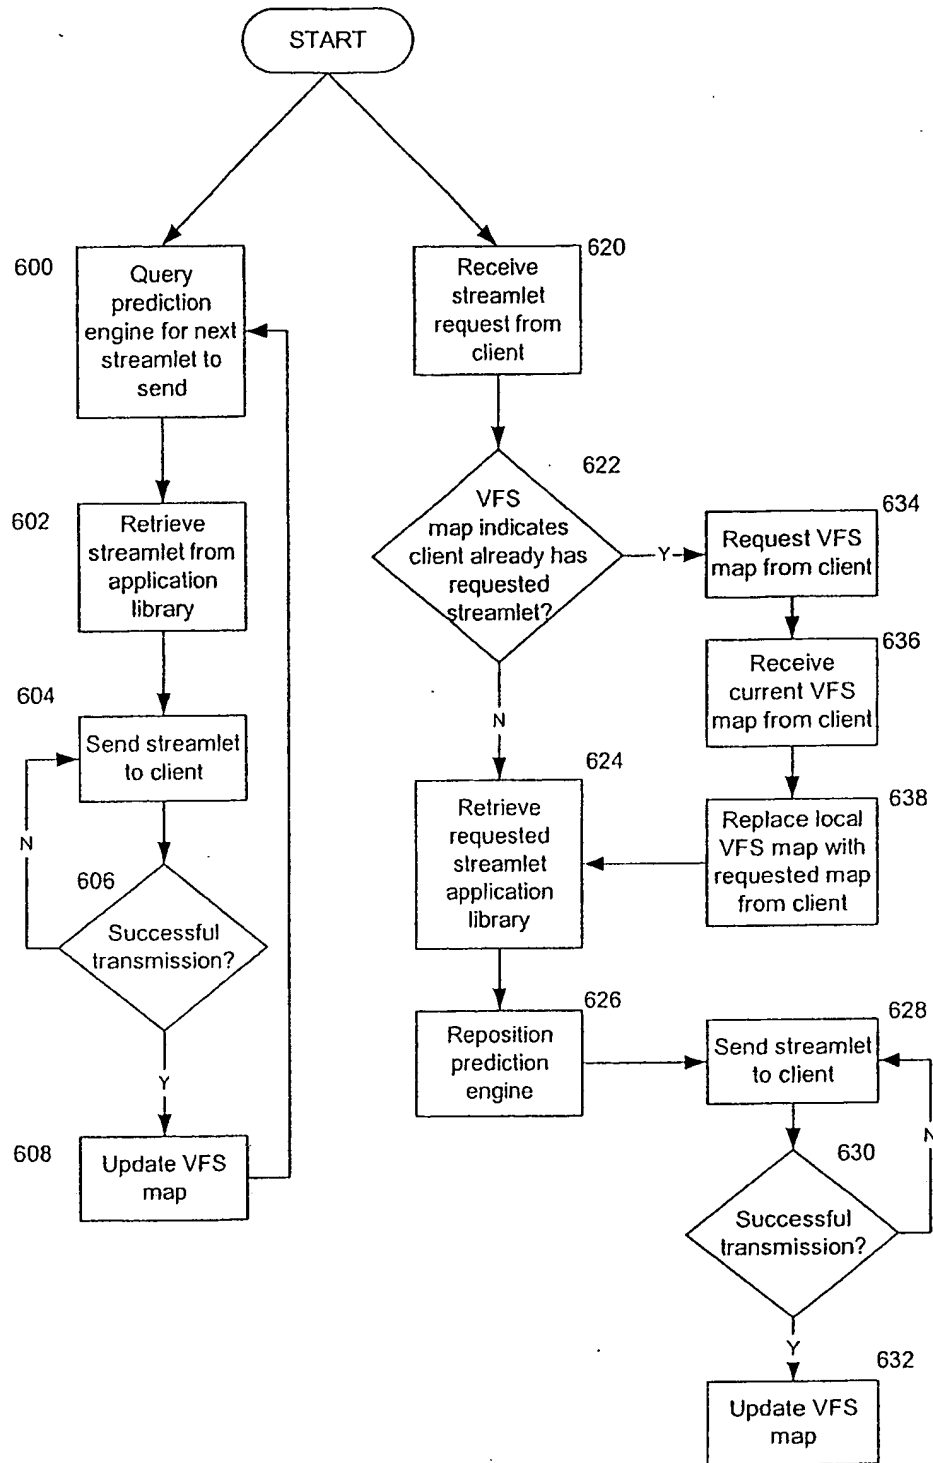 START
600
Query
prediction
engine for next
streamlet to
send
602
Retrieve
streamlet from
application
library
604
Send streamlet
to client
N
606
Successful
transmission?
Y
608
Update VFS
map
620
Receive
streamlet
request from
client
622
VFS
map indicates
client already has
requested
streamlet?
Y
N
634
Request VFS
map from client
636
Receive
current VFS
map from client
638
Replace local
VFS map with
requested map
from client
624
Retrieve
requested
streamlet
application
library
626
Reposition
prediction
engine
628
Send streamlet
to client
N
630
Successful
transmission?
Y
632
Update VFS
map